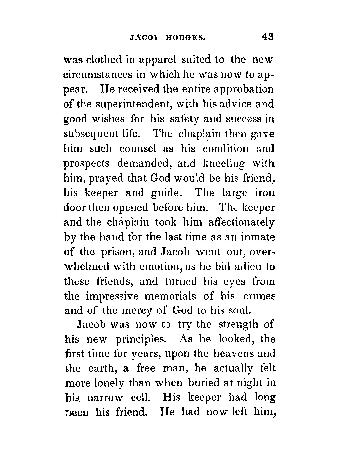 JACOB HODGES. 43
was clothed in apparel suited to the new
circumstances in which he was now to ap-
pear. He received the entire approbation
of the superintendent, with his advice and
good wishes for his safety and success in
subsequent life. The chaplain then gave
him such counsel as his condition and
prospects demanded, and kneeling with
him, prayed that God would be his friend,
his keeper and guide. The large iron
door then opened before him. The keeper
and the chaplain took him affectionately
by the hand for the last time as an inmate
of the prison, and Jacob went out, over-
whelmed with emotion, as he bid adieu to
these friends, and turned his eyes from
the impressive memorials of his crimes
and of the mercy of God to his soul.
Jacob was now to try the strength of
his new principles. As he looked, the
first time for years, upon the heavens and
the earth, a free man, he actually felt
more lonely than when buried at night in
his narrow cell. His keeper had long
been his friend. He had now left him,